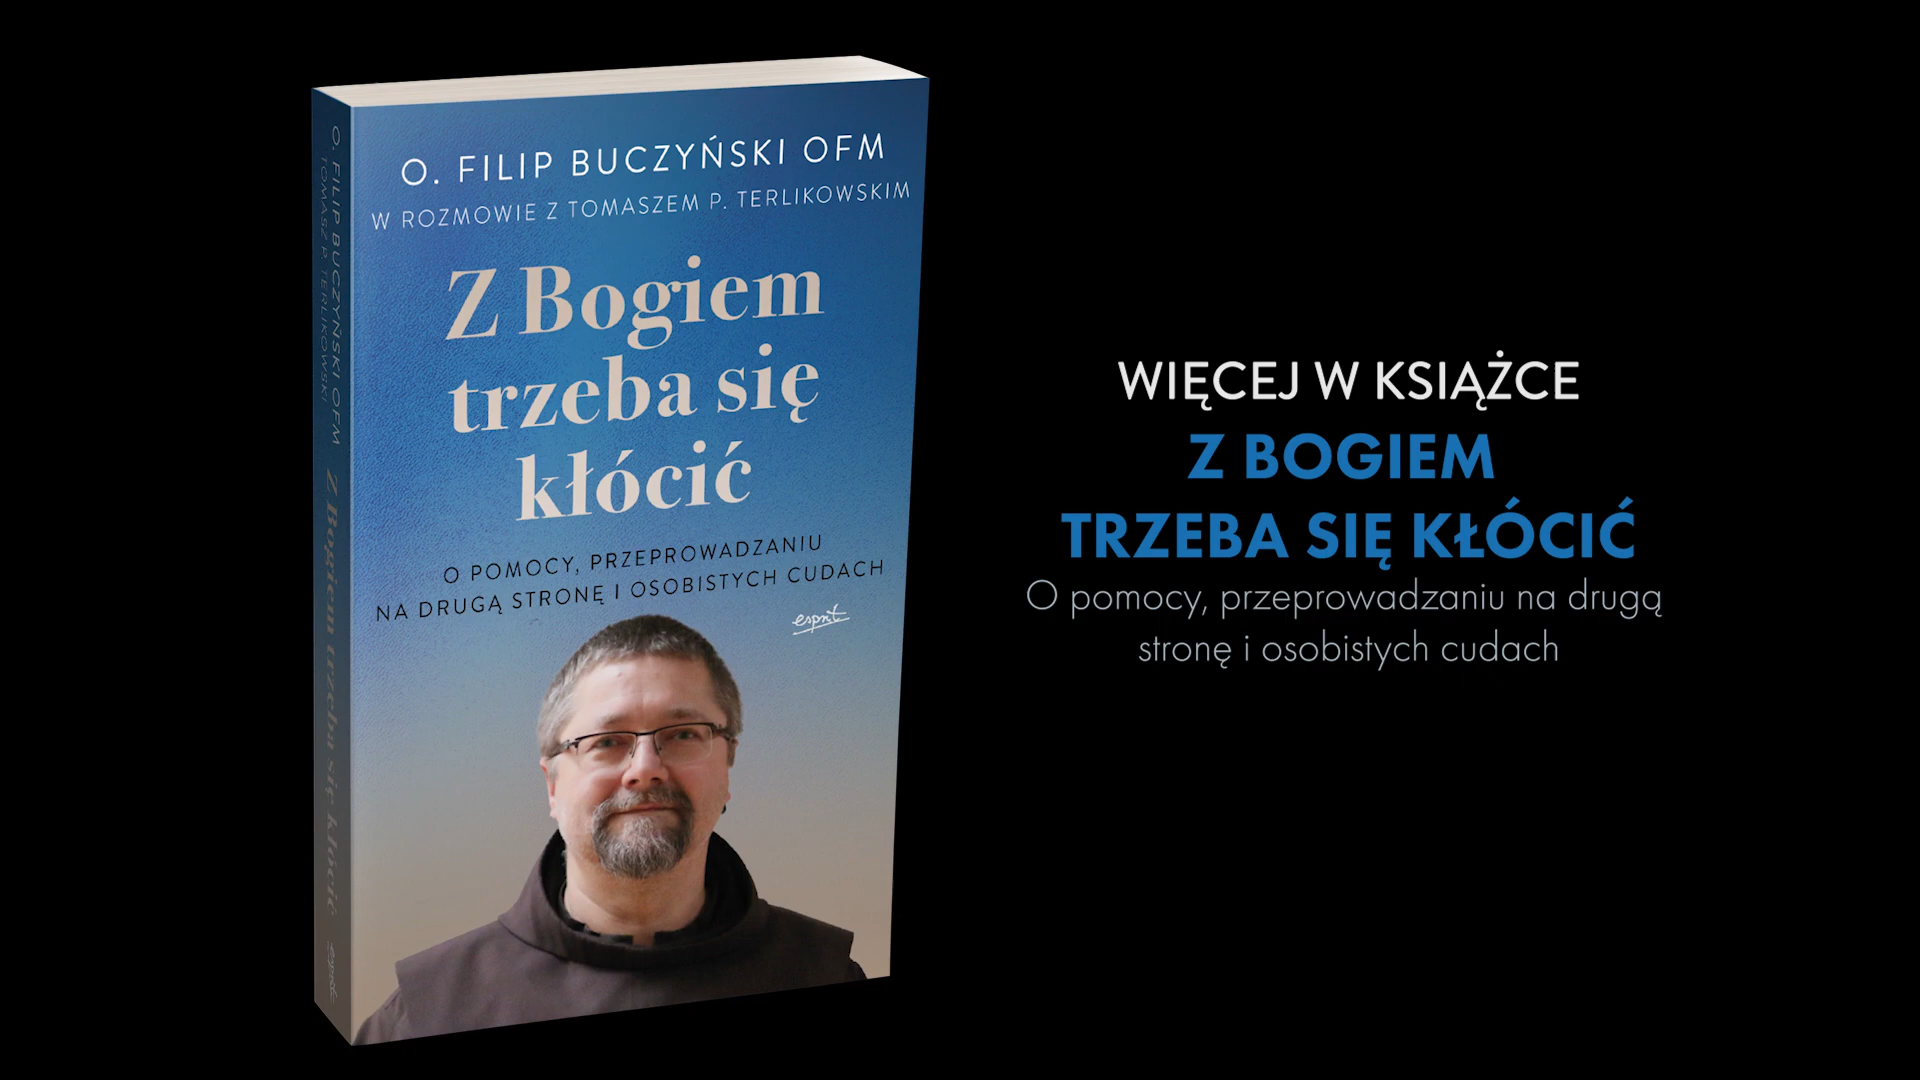 O. FILIP BUCZYŃSKI OFM
W ROZMOWIE Z TOMASZEM P. TERLIKOWSKIM
Z Bogiem
trzeba się
kłócić
O POMOCY, PRZEPROWADZANIU
NA DRUGĄ STRONĘ I OSOBISTYCH CUDACH
esprit
O. FILIP BUCZYŃSKI OFM
TOMASZ P. TERLIKOWSKI
Z Bogiem trzeba się kłócić
esprit
WIĘCEJ W KSIĄŻCE
Z BOGIEM
TRZEBA SIĘ KŁÓCIĆ
O pomocy, przeprowadzaniu na drugą
stronę i osobistych cudach